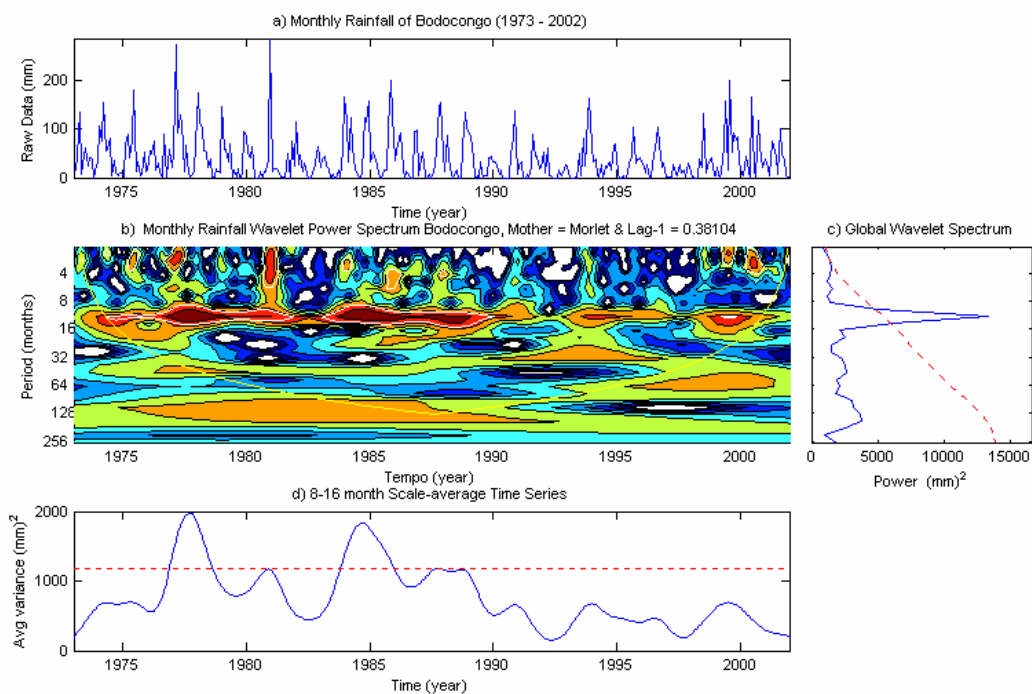 a) Monthly Rainfall of Bodocongo (1973 - 2002)
Raw Data (mm)
200
100
0
1975 1980 1985 1990 1995 2000
Time (year)
b) Monthly Rainfall Wavelet Power Spectrum Bodocongo, Mother = Morlet & Lag-1 = 0.38104
Period (months)
4
8
16
32
64
128
256
1975 1980 1985 1990 1995 2000
Tempo (year)
c) Global Wavelet Spectrum
0 5000 10000 15000
Power (mm)²
d) 8-16 month Scale-average Time Series
Avg variance (mm)²
2000
1000
0
1975 1980 1985 1990 1995 2000
Time (year)